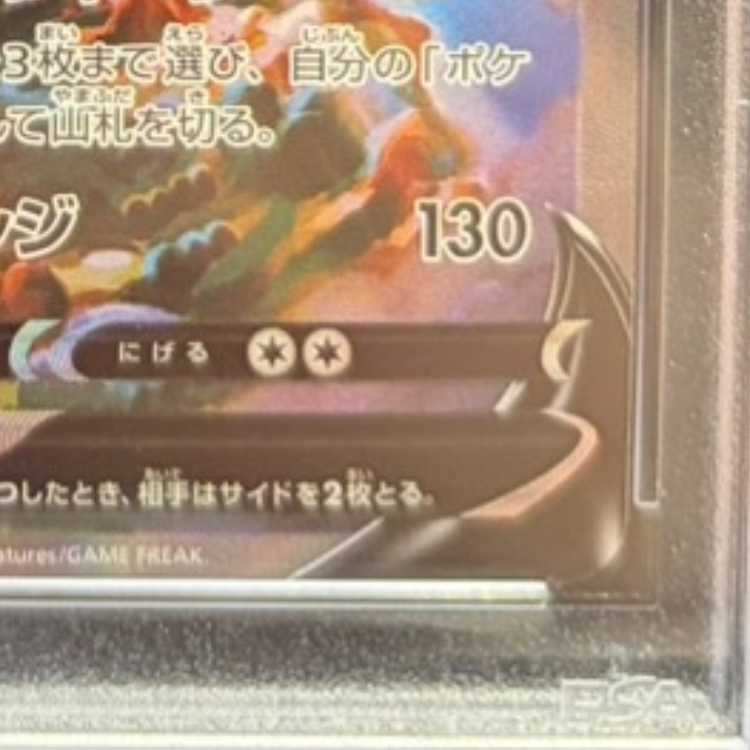 3枚まで選び、自分の「ポケ
して山札を切る。
ンジ 130
にげる
つしたとき、相手はサイドを2枚とる。
atures/GAME FREAK.
PSA